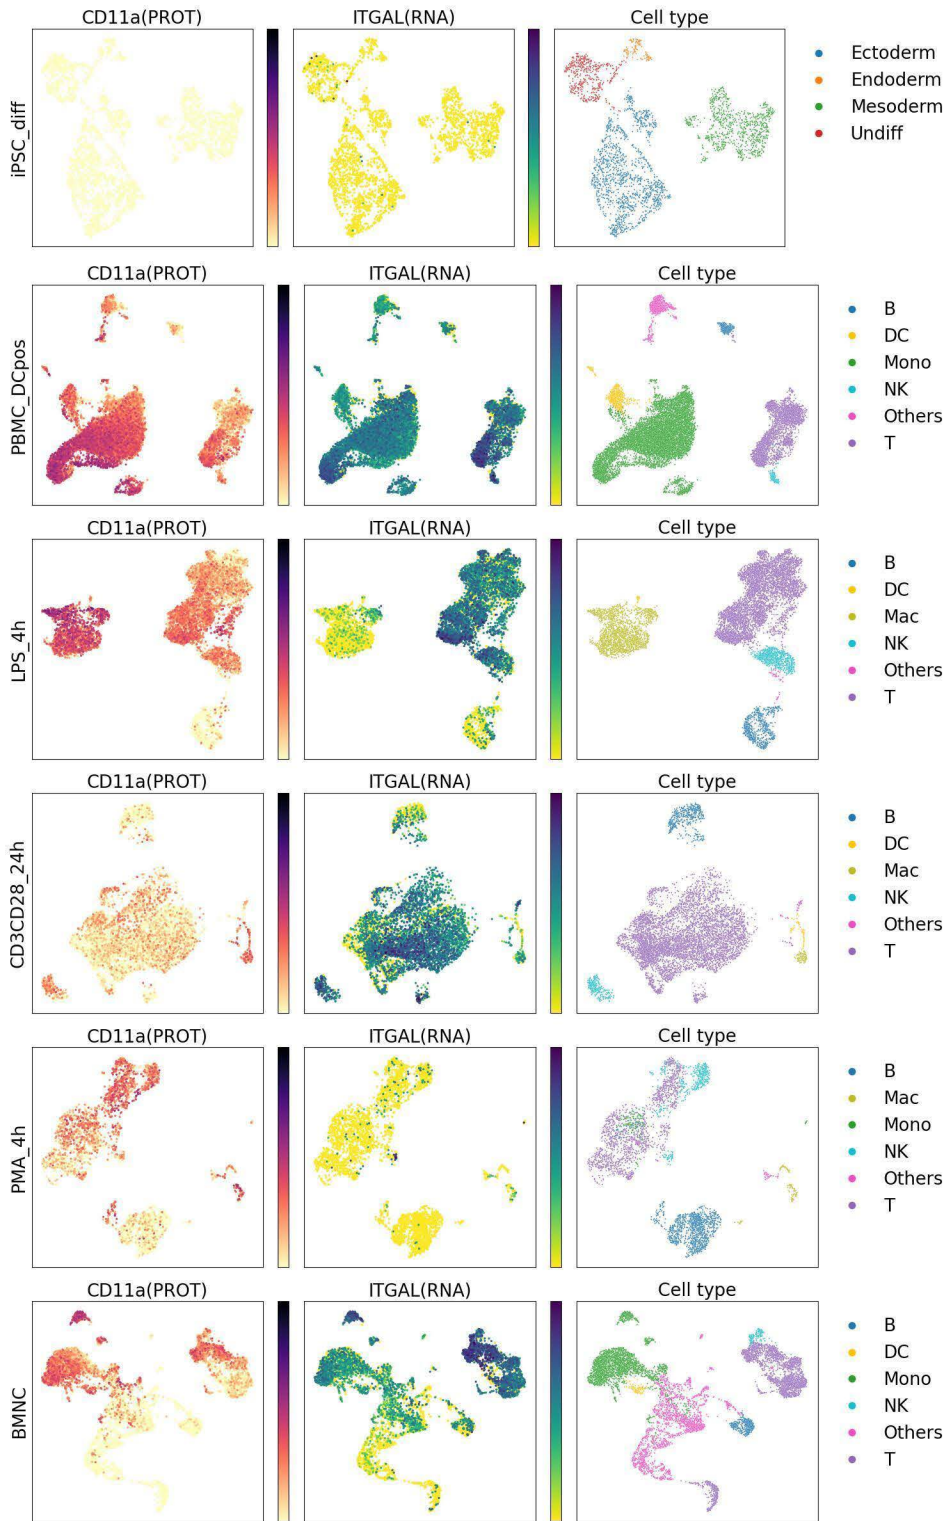 CD11a(PROT) ITGAL(RNA) Cell type
iPSC_diff
Ectoderm
Endoderm
Mesoderm
Undiff
CD11a(PROT) ITGAL(RNA) Cell type
PBMC_DCpos
B
DC
Mono
NK
Others
T
CD11a(PROT) ITGAL(RNA) Cell type
LPS_4h
B
DC
Mac
NK
Others
T
CD11a(PROT) ITGAL(RNA) Cell type
CD3CD28_24h
B
DC
Mac
NK
Others
T
CD11a(PROT) ITGAL(RNA) Cell type
PMA_4h
B
Mac
Mono
NK
Others
T
CD11a(PROT) ITGAL(RNA) Cell type
BMNC
B
DC
Mono
NK
Others
T